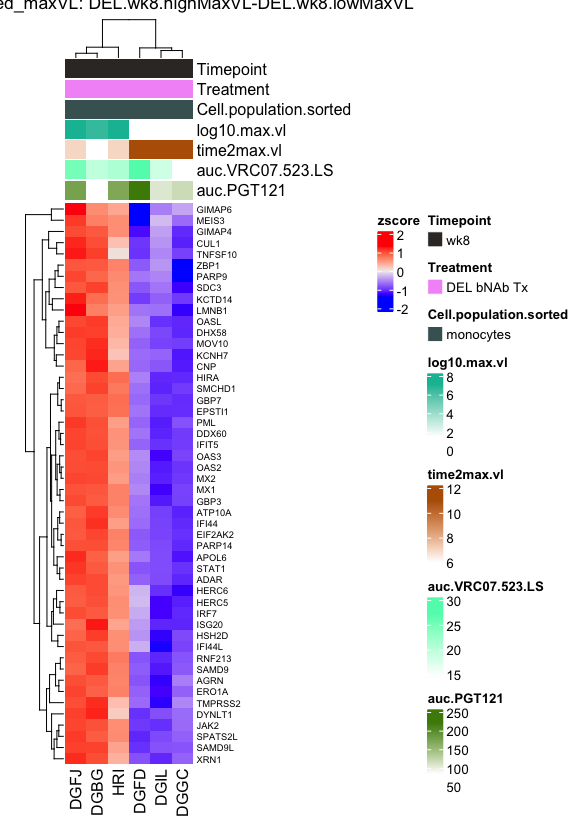 ed_maxVL: DEL.wk8.highMaxVL-DEL.wk8.lowMaxVL
Timepoint
Treatment
Cell.population.sorted
log10.max.vl
time2max.vl
auc.VRC07.523.LS
auc.PGT121
GIMAP6
MEIS3
GIMAP4
CUL1
TNFSF10
ZBP1
PARP9
SDC3
KCTD14
LMNB1
OASL
DHX58
MOV10
KCNH7
CNP
HIRA
SMCHD1
GBP7
EPSTI1
PML
DDX60
IFIT5
OAS3
OAS2
MX2
MX1
GBP3
ATP10A
IFI44
EIF2AK2
PARP14
APOL6
STAT1
ADAR
HERC6
HERC5
IRF7
ISG20
HSH2D
IFI44L
RNF213
SAMD9
AGRN
ERO1A
TMPRSS2
DYNLT1
JAK2
SPATS2L
SAMD9L
XRN1
DGFJ
DGBG
HRI
DGFD
DGIL
DGGC
zscore
2
1
0
-1
-2
Timepoint
wk8
Treatment
DEL bNAb Tx
Cell.population.sorted
monocytes
log10.max.vl
8
6
4
2
0
time2max.vl
12
10
8
6
auc.VRC07.523.LS
30
25
20
15
auc.PGT121
250
200
150
100
50